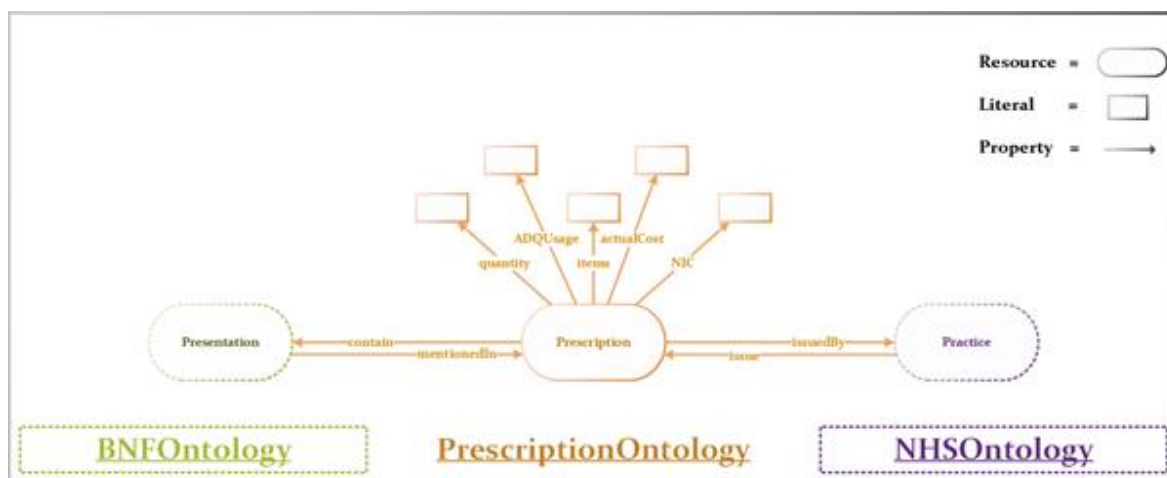 Resource =
Literal =
Property =
ADQUsage
actualCost
quantity
items
NIC
Presentation
contain
mentionedIn
Prescription
issuedBy
issue
Practice
BNFOntology
PrescriptionOntology
NHSOntology